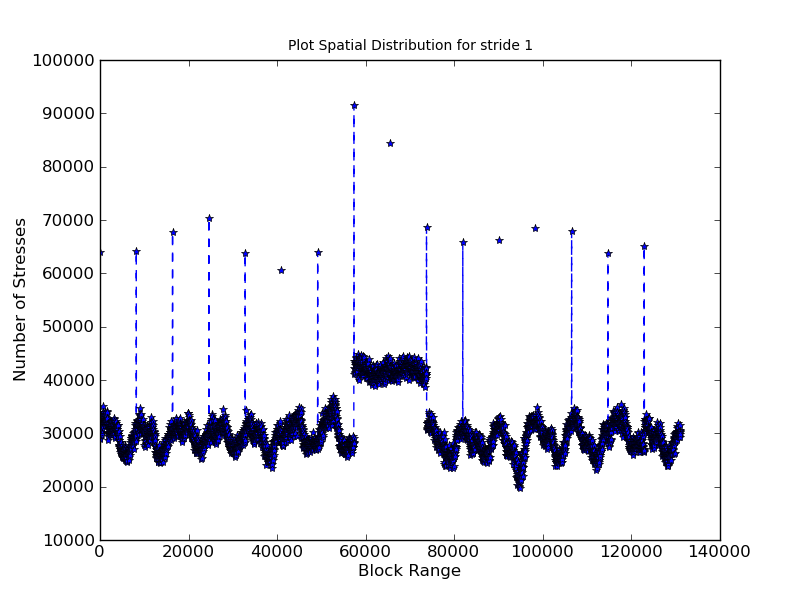 Plot Spatial Distribution for stride 1
100000
90000
80000
70000
60000
50000
40000
30000
20000
10000
Number of Stresses
0 20000 40000 60000 80000 100000 120000 140000
Block Range